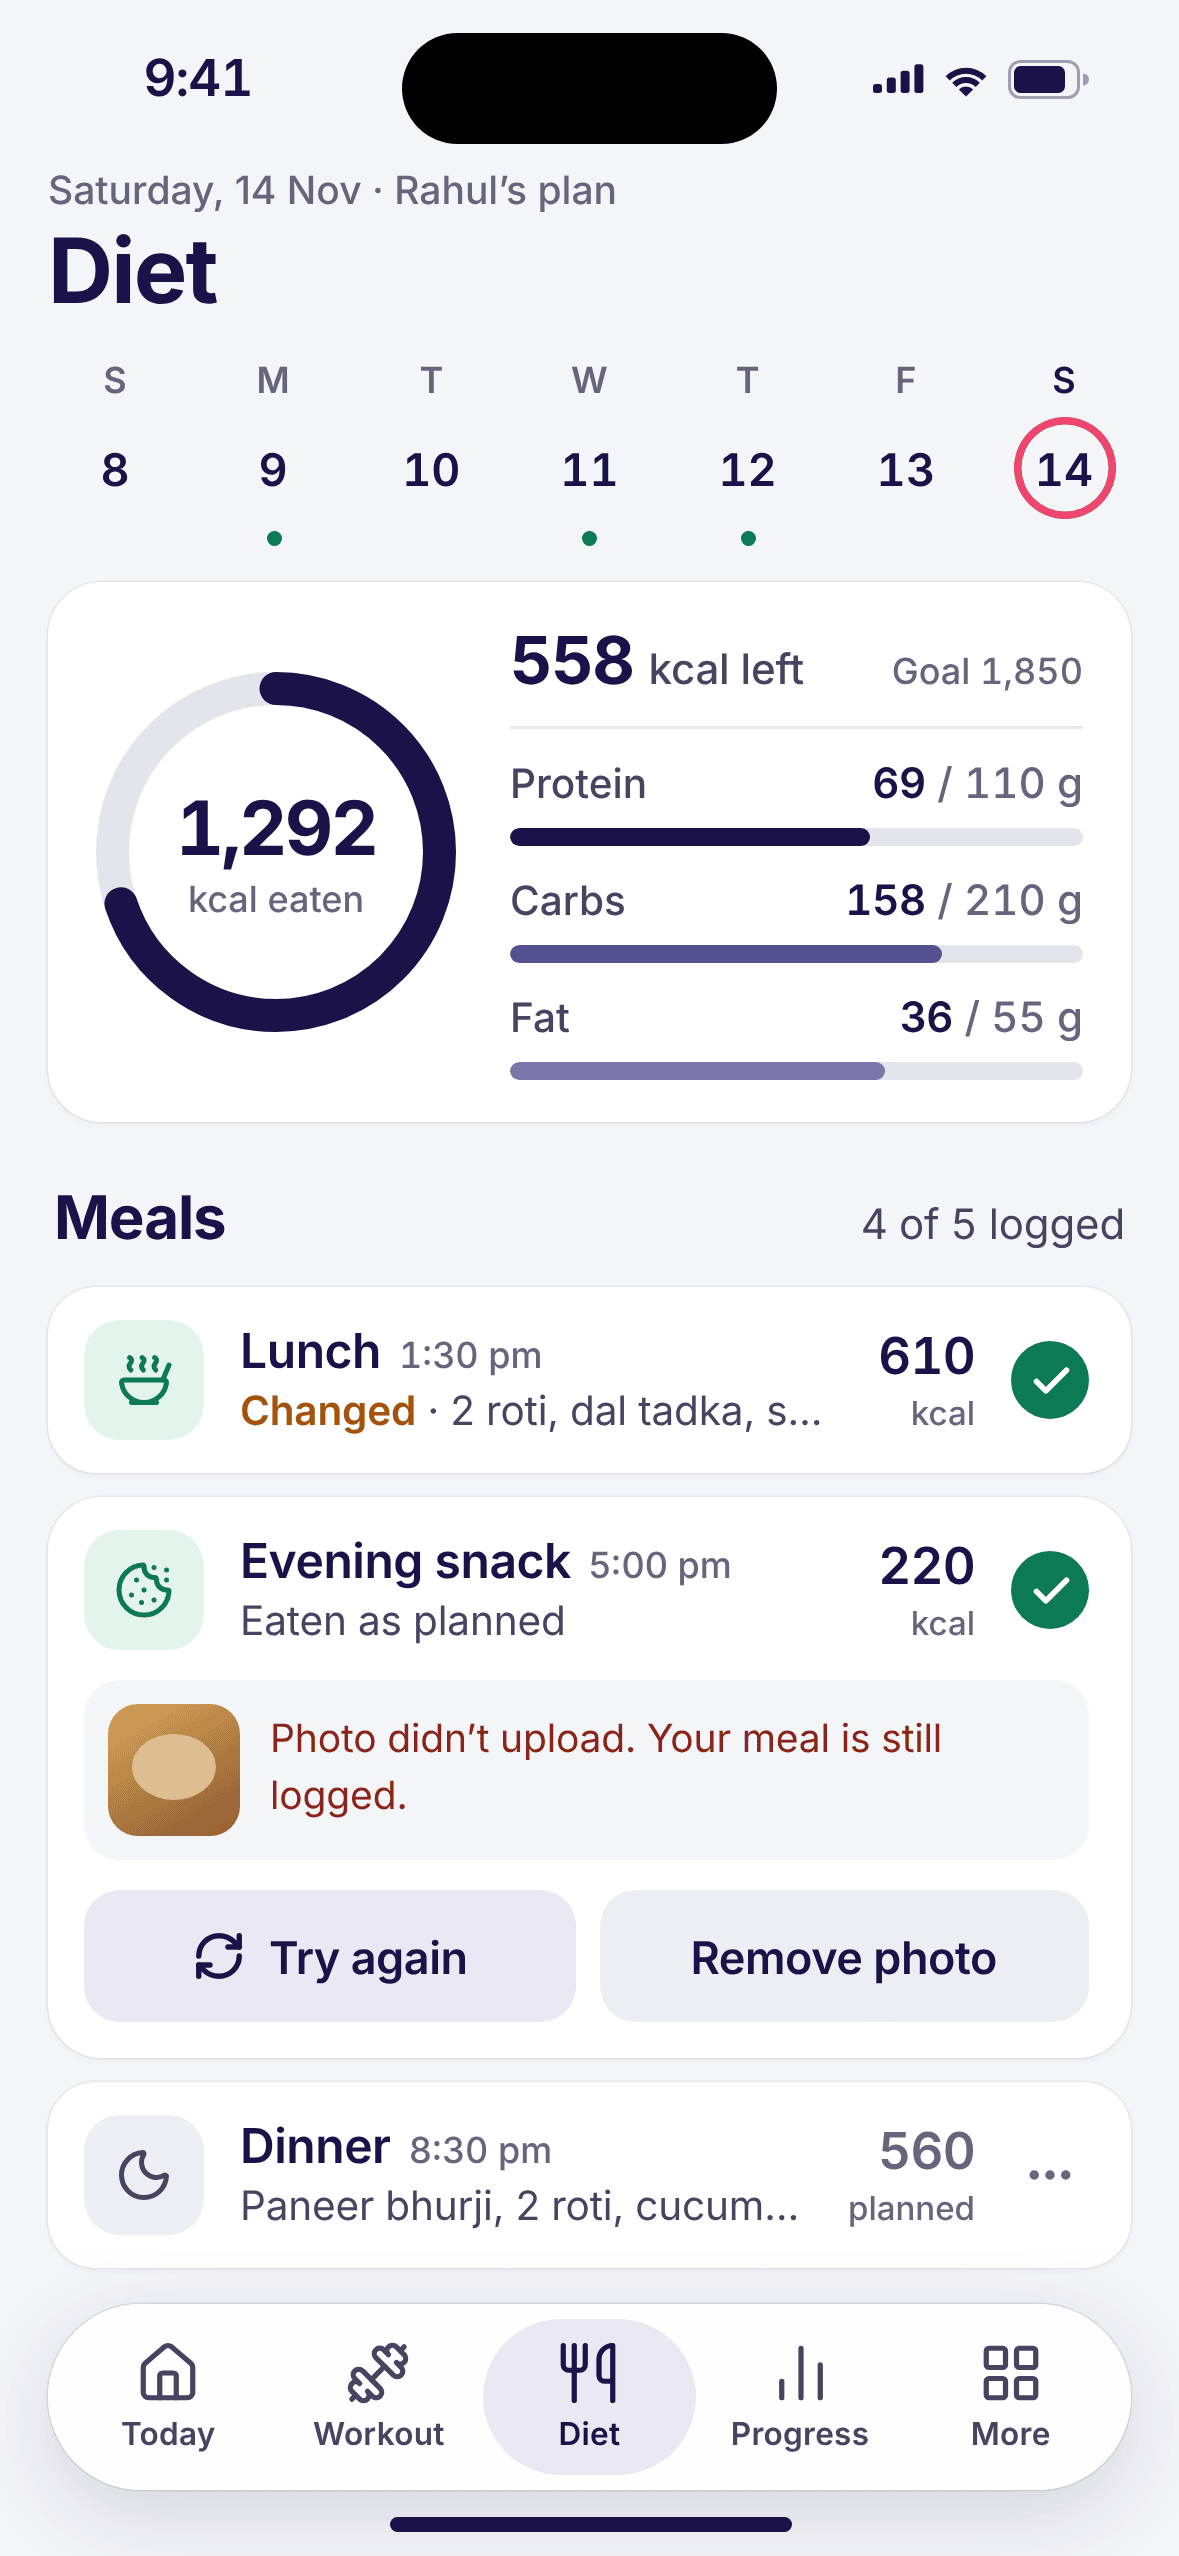 9:41
Saturday, 14 Nov · Rahul’s plan
Diet
S M T W T F S
8 9 10 11 12 13 14
558 kcal left Goal 1,850
1,292
kcal eaten
Protein 69 / 110 g
Carbs 158 / 210 g
Fat 36 / 55 g
Meals 4 of 5 logged
Lunch 1:30 pm 610
Changed · 2 roti, dal tadka, s... kcal
Evening snack 5:00 pm 220
Eaten as planned kcal
Photo didn’t upload. Your meal is still
logged.
Try again Remove photo
Dinner 8:30 pm 560
Paneer bhurji, 2 roti, cucum... planned
Today Workout Diet Progress More